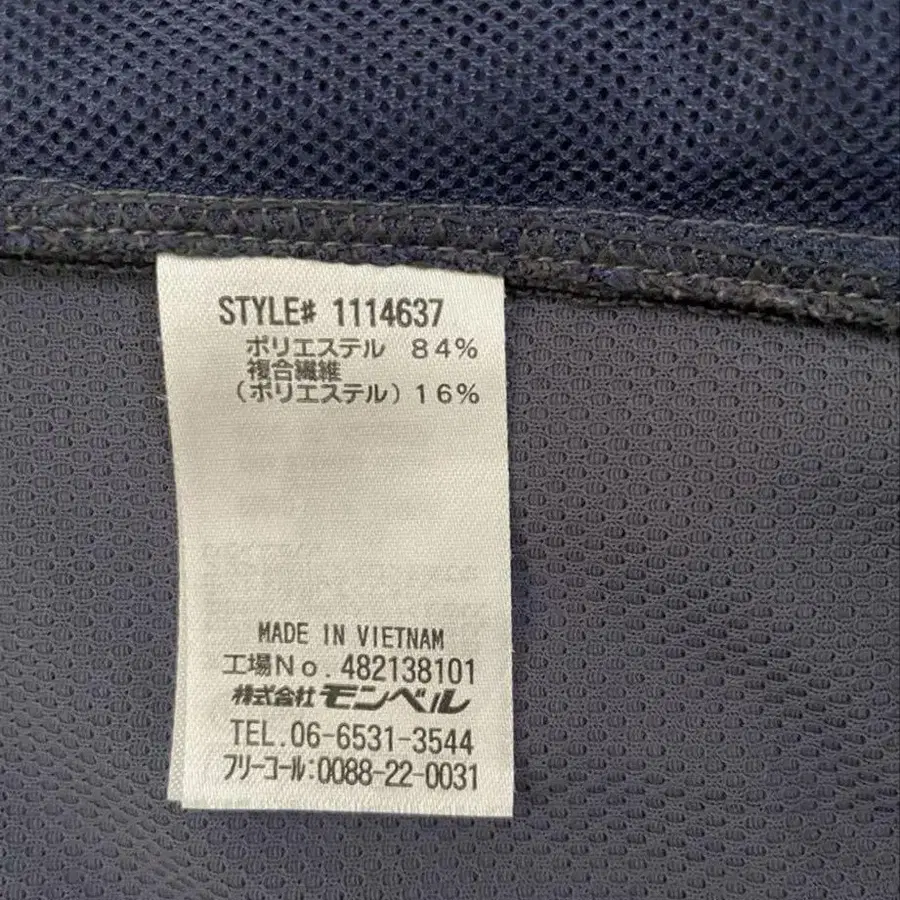 STYLE# 1114637
ポリエステル 84%
複合繊維
(ポリエステル) 16%
MADE IN VIETNAM
工場No.482138101
株式会社モンベル
TEL.06-6531-3544
フリーコール:0088-22-0031